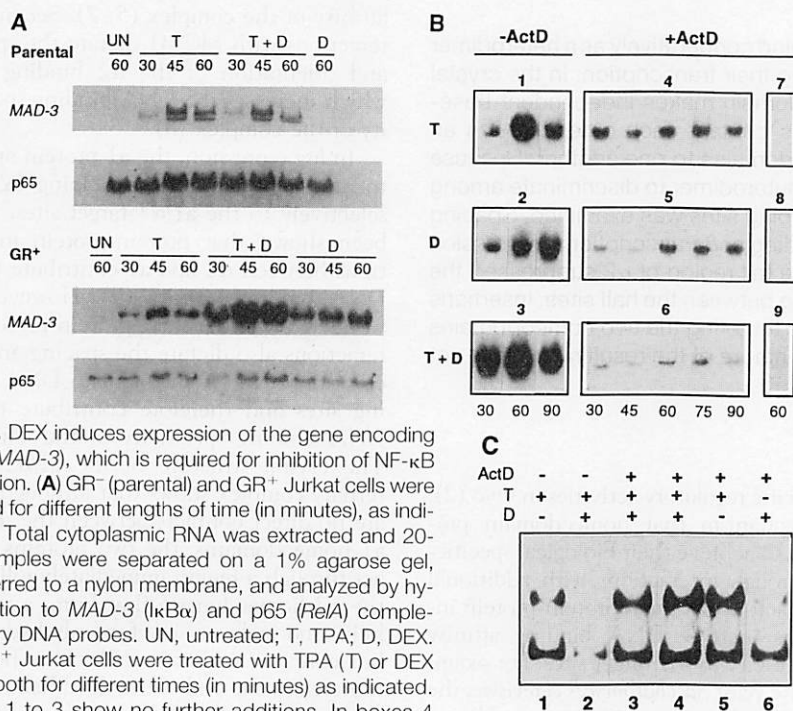 A
Parental
UN T T + D D
60 30 45 60 30 45 60 60
MAD-3
p65
GR+
UN T T + D D
60 30 45 60 30 45 60 30 45 60
MAD-3
p65
B
-ActD +ActD
1 4 7
T
2 5 8
D
3 6 9
T + D
30 60 90 30 45 60 75 90 60
DEX induces expression of the gene encoding
MAD-3), which is required for inhibition of NF-κB
ion. (A) GR− (parental) and GR+ Jurkat cells were
d for different lengths of time (in minutes), as indi-
Total cytoplasmic RNA was extracted and 20-
amples were separated on a 1% agarose gel,
erred to a nylon membrane, and analyzed by hy-
tion to MAD-3 (IκBα) and p65 (RelA) comple-
ry DNA probes. UN, untreated; T, TPA; D, DEX.
+ Jurkat cells were treated with TPA (T) or DEX
both for different times (in minutes) as indicated.
1 to 3 show no further additions. In boxes 4
C
ActD - - + + + +
T + + + + + +
D - - + + + +
1 2 3 4 5 6